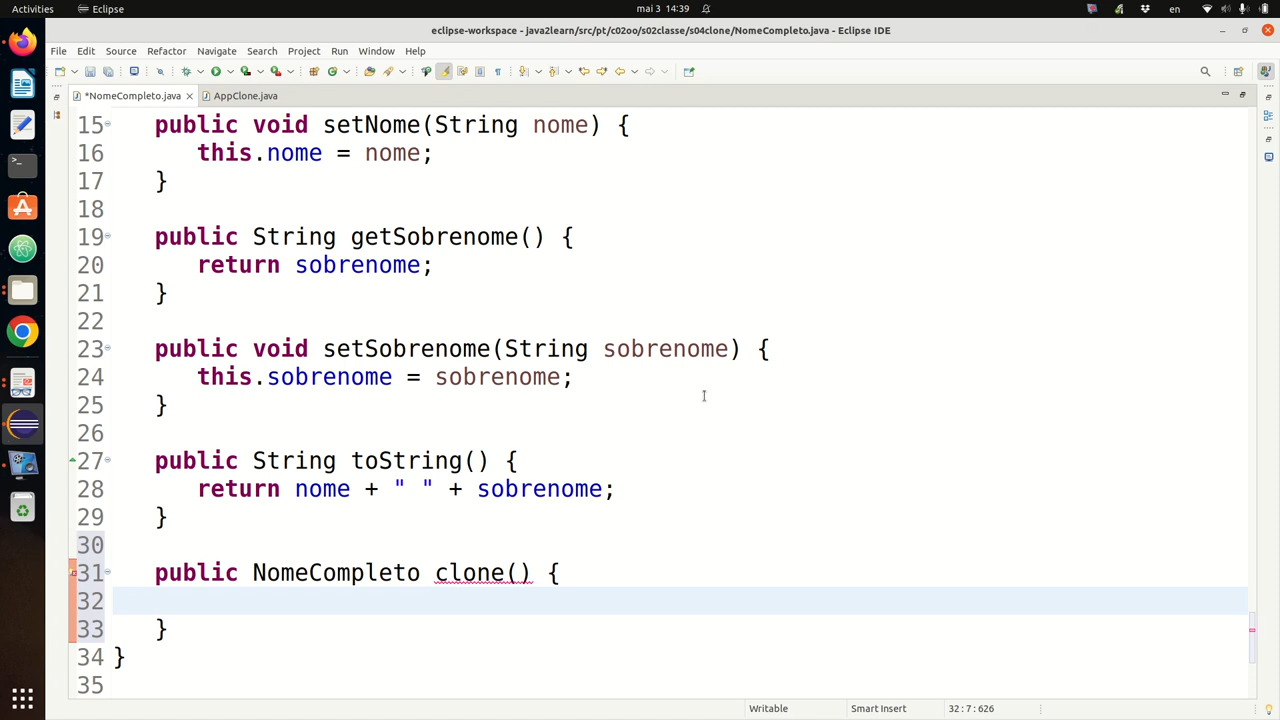 Activities Eclipse mai 3 14:39 en
eclipse-workspace - java2learn/src/pt/c02oo/s02classe/s04clone/NomeCompleto.java - Eclipse IDE
File Edit Source Refactor Navigate Search Project Run Window Help
*NomeCompleto.java AppClone.java
15 public void setNome(String nome) {
16 this.nome = nome;
17 }
18
19 public String getSobrenome() {
20 return sobrenome;
21 }
22
23 public void setSobrenome(String sobrenome) {
24 this.sobrenome = sobrenome;
25 }
26
27 public String toString() {
28 return nome + " " + sobrenome;
29 }
30
31 public NomeCompleto clone() {
32
33 }
34 }
35
Writable Smart Insert 32 : 7 : 626